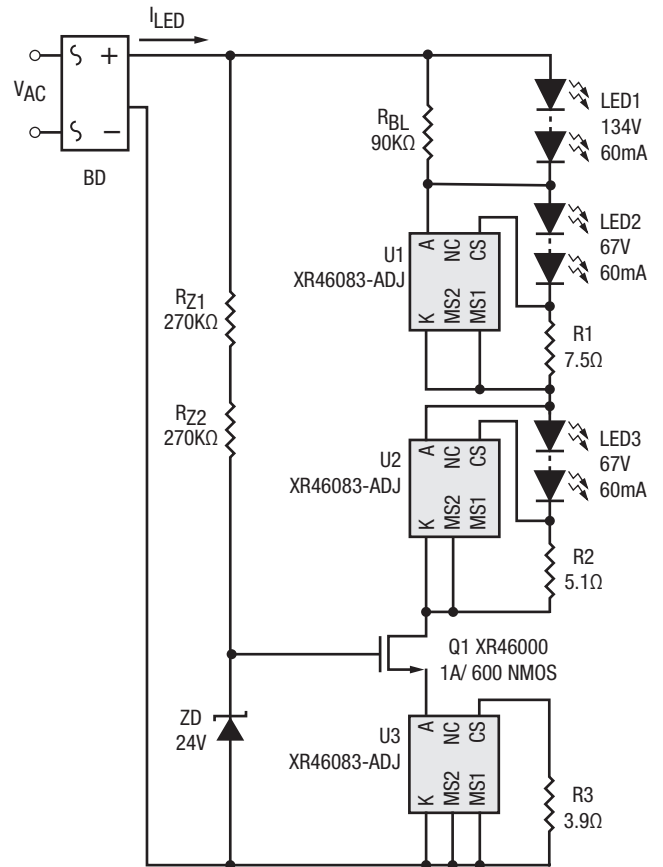 I_LED
+
V_AC
−
BD
R_BL
90KΩ
LED1
134V
60mA
A
NC
CS
U1
XR46083-ADJ
K
MS2
MS1
LED2
67V
60mA
R_Z1
270KΩ
R1
7.5Ω
R_Z2
270KΩ
A
NC
CS
U2
XR46083-ADJ
K
MS2
MS1
LED3
67V
60mA
R2
5.1Ω
Q1 XR46000
1A/ 600 NMOS
ZD
24V
A
NC
CS
U3
XR46083-ADJ
K
MS2
MS1
R3
3.9Ω